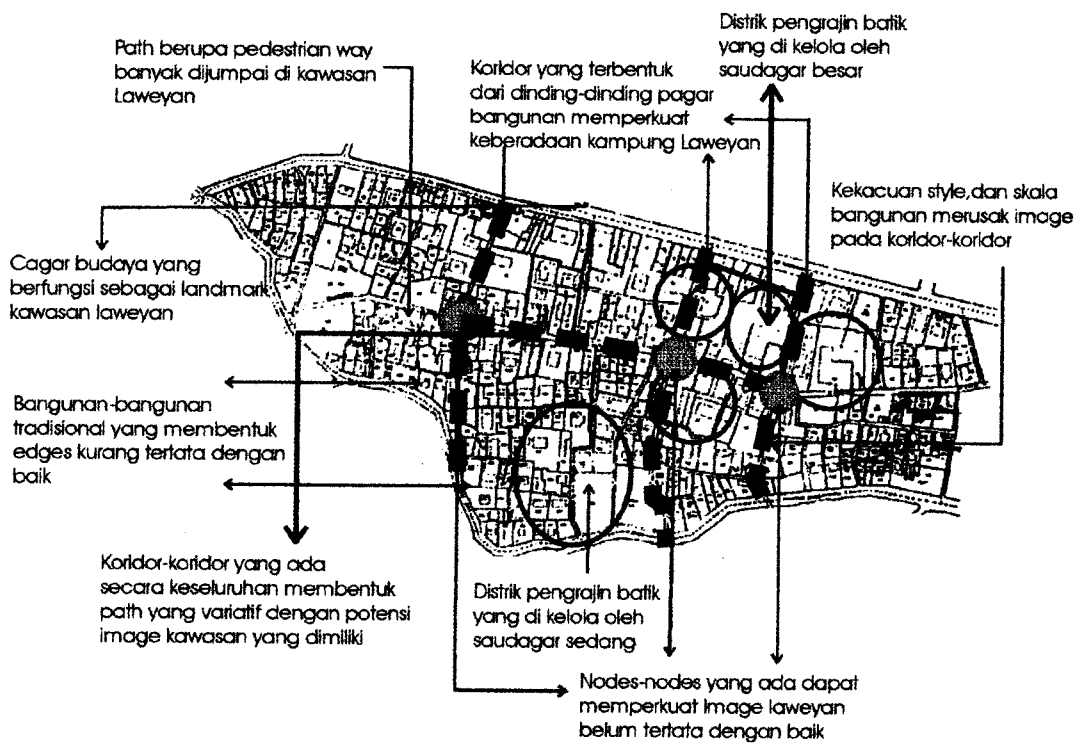 Distrik pengrajin batik
yang di kelola oleh
saudagar besar
Path berupa pedestrian way
banyak dijumpai di kawasan
Laweyan
Koridor yang terbentuk
dari dinding-dinding pagar
bangunan memperkuat
keberadaan kampung Laweyan
Kekacuan style,dan skala
bangunan merusak image
pada koridor-koridor
Cagar budaya yang
berfungsi sebagai landmark
kawasan laweyan
Bangunan-bangunan
tradisional yang membentuk
edges kurang tertata dengan
baik
Koridor-koridor yang ada
secara keseluruhan membentuk
path yang variatif dengan potensi
image kawasan yang dimiliki
Distrik pengrajin batik
yang di kelola oleh
saudagar sedang
Nodes-nodes yang ada dapat
memperkuat image laweyan
belum tertata dengan baik